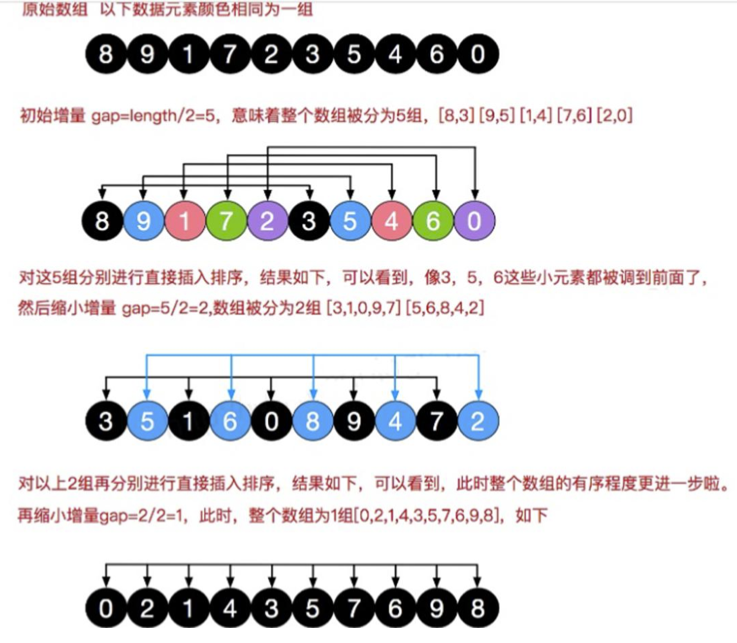 原始数组 以下数据元素颜色相同为一组
8 9 1 7 2 3 5 4 6 0
初始增量 gap=length/2=5，意味着整个数组被分为5组，[8,3] [9,5] [1,4] [7,6] [2,0]
8 9 1 7 2 3 5 4 6 0
对这5组分别进行直接插入排序，结果如下，可以看到，像3，5，6这些小元素都被调到前面了，
然后缩小增量 gap=5/2=2,数组被分为2组 [3,1,0,9,7] [5,6,8,4,2]
3 5 1 6 0 8 9 4 7 2
对以上2组再分别进行直接插入排序，结果如下，可以看到，此时整个数组的有序程度更进一步啦。
再缩小增量gap=2/2=1，此时，整个数组为1组[0,2,1,4,3,5,7,6,9,8]，如下
0 2 1 4 3 5 7 6 9 8